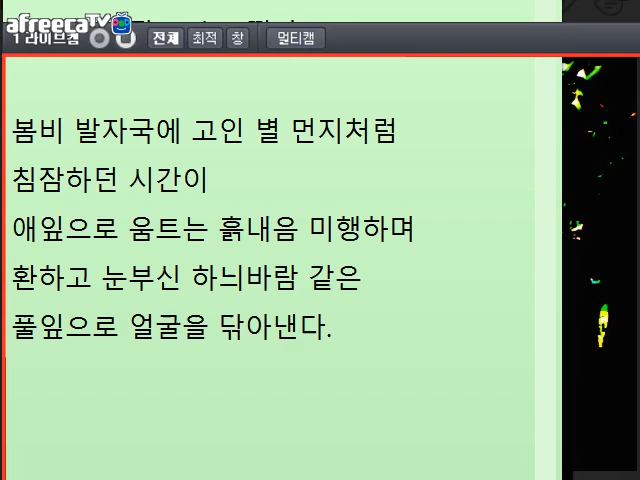 afreecaTV
1 라이브캠
전체
최적
창
멀티캠
봄비 발자국에 고인 별 먼지처럼
침잠하던 시간이
애잎으로 움트는 흙내음 미행하며
환하고 눈부신 하늬바람 같은
풀잎으로 얼굴을 닦아낸다.